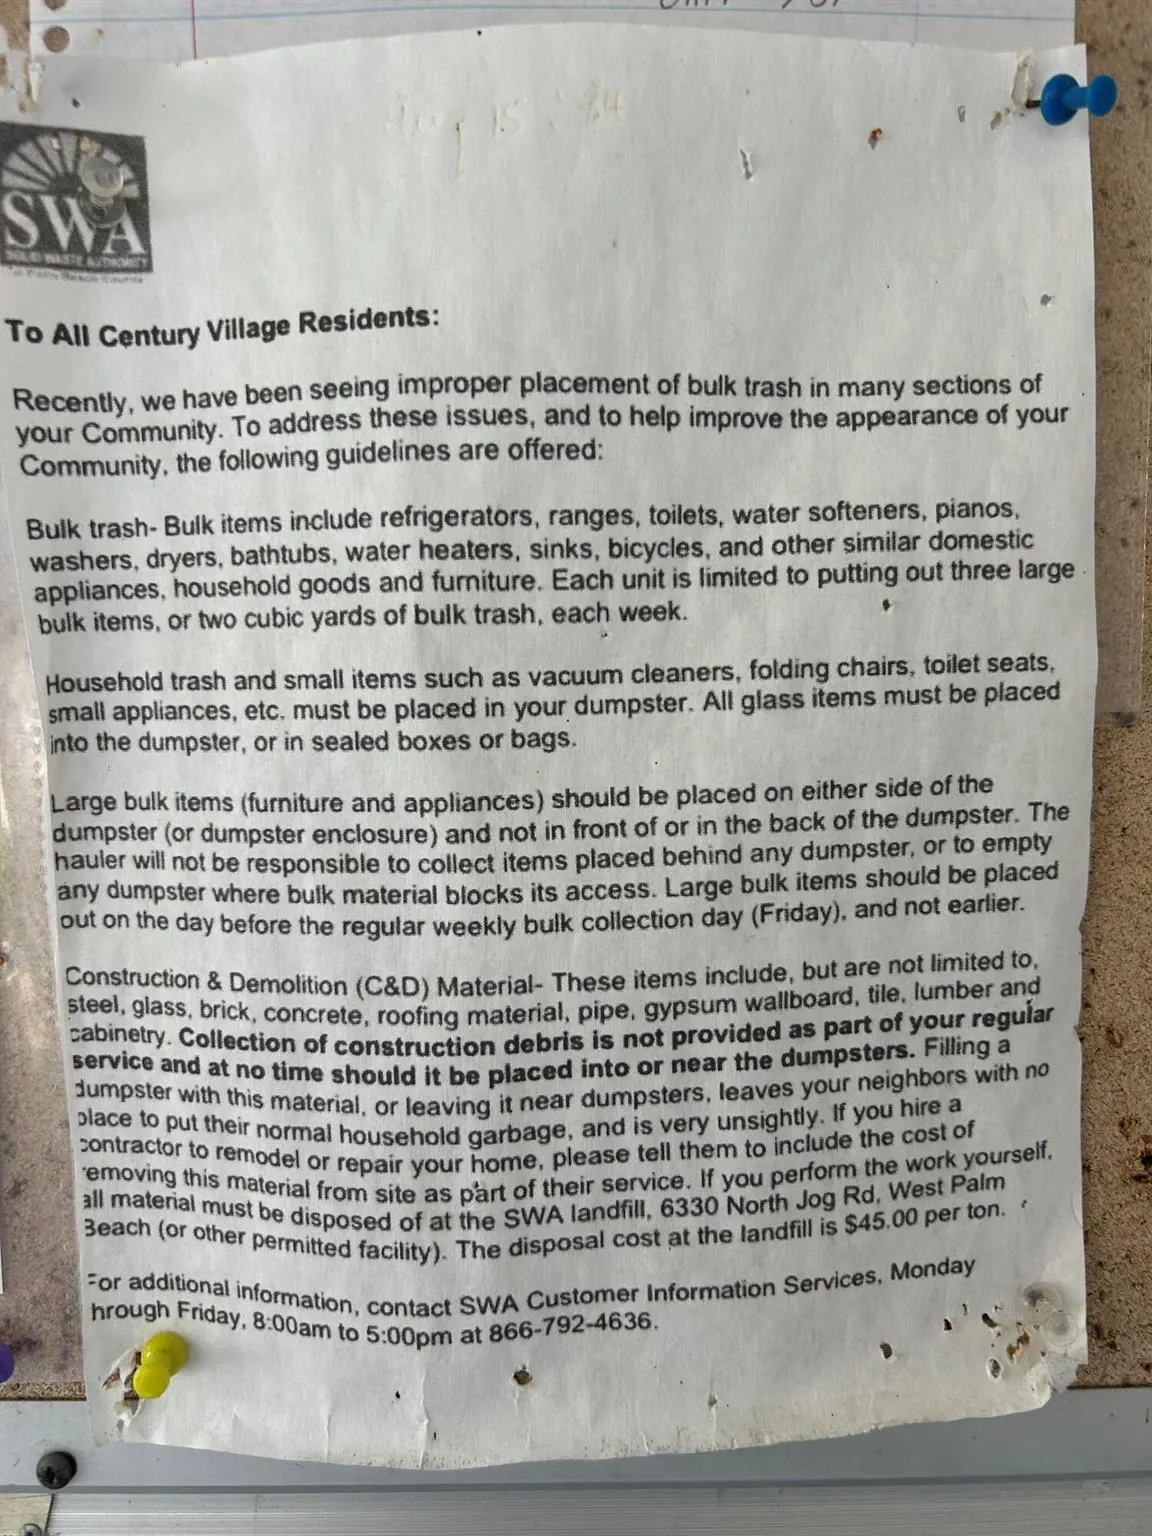 SWA
SOLID WASTE AUTHORITY
of Palm Beach County
To All Century Village Residents:
Recently, we have been seeing improper placement of bulk trash in many sections of
your Community. To address these issues, and to help improve the appearance of your
Community, the following guidelines are offered:
Bulk trash- Bulk items include refrigerators, ranges, toilets, water softeners, pianos,
washers, dryers, bathtubs, water heaters, sinks, bicycles, and other similar domestic
appliances, household goods and furniture. Each unit is limited to putting out three large
bulk items, or two cubic yards of bulk trash, each week.
Household trash and small items such as vacuum cleaners, folding chairs, toilet seats,
small appliances, etc. must be placed in your dumpster. All glass items must be placed
into the dumpster, or in sealed boxes or bags.
Large bulk items (furniture and appliances) should be placed on either side of the
dumpster (or dumpster enclosure) and not in front of or in the back of the dumpster. The
hauler will not be responsible to collect items placed behind any dumpster, or to empty
any dumpster where bulk material blocks its access. Large bulk items should be placed
out on the day before the regular weekly bulk collection day (Friday), and not earlier.
Construction & Demolition (C&D) Material- These items include, but are not limited to,
steel, glass, brick, concrete, roofing material, pipe, gypsum wallboard, tile, lumber and
cabinetry. Collection of construction debris is not provided as part of your regular
service and at no time should it be placed into or near the dumpsters. Filling a
dumpster with this material, or leaving it near dumpsters, leaves your neighbors with no
place to put their normal household garbage, and is very unsightly. If you hire a
contractor to remodel or repair your home, please tell them to include the cost of
removing this material from site as part of their service. If you perform the work yourself,
all material must be disposed of at the SWA landfill, 6330 North Jog Rd, West Palm
Beach (or other permitted facility). The disposal cost at the landfill is $45.00 per ton.
For additional information, contact SWA Customer Information Services, Monday
hrough Friday, 8:00am to 5:00pm at 866-792-4636.